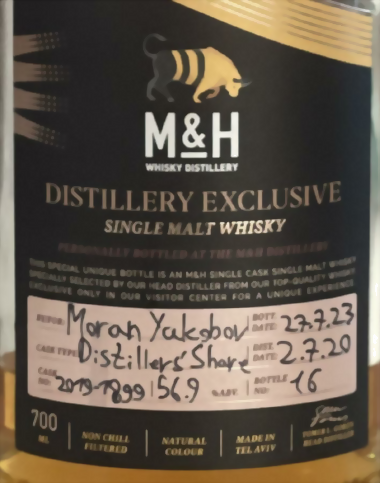 M&H
WHISKY DISTILLERY
DISTILLERY EXCLUSIVE
SINGLE MALT WHISKY
PERSONALLY BOTTLED AT THE M&H DISTILLERY
THIS SPECIAL UNIQUE BOTTLE IS AN M&H SINGLE CASK SINGLE MALT WHISKY
SPECIALLY SELECTED BY OUR HEAD DISTILLER FROM OUR TOP-QUALITY WHISKY
EXCLUSIVE ONLY IN OUR VISITOR CENTER FOR A UNIQUE EXPERIENCE
Moran Yakobov BOTT. DATE: 27.7.23
CASK TYPE: Distillers' Share DIST. DATE: 2.7.20
CASK NO: 2019-1899 56.9 %ABV. BOTTLE NO: 16
700 ML NON CHILL FILTERED NATURAL COLOUR MADE IN TEL AVIV
HEAD DISTILLER